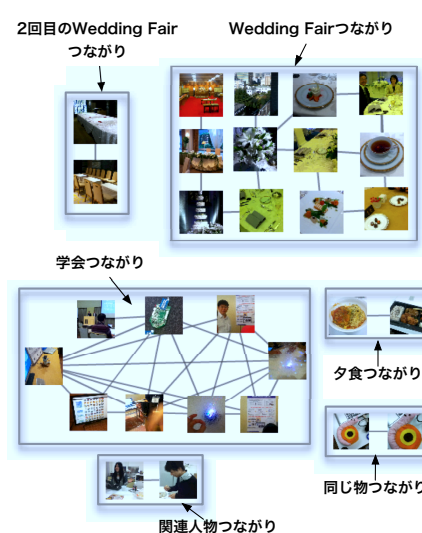 2回目のWedding Fair
つながり
Wedding Fairつながり
学会つながり
夕食つながり
同じ物つながり
関連人物つながり